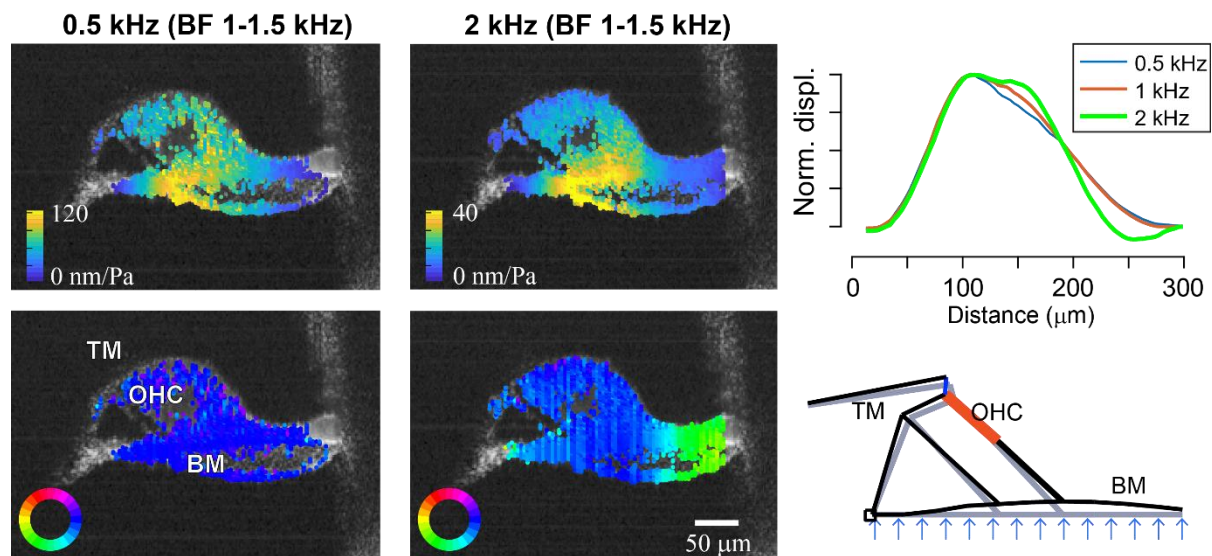 0.5 kHz (BF 1-1.5 kHz)
2 kHz (BF 1-1.5 kHz)
120
0 nm/Pa
40
0 nm/Pa
Norm. displ.
0.5 kHz
1 kHz
2 kHz
0
100
200
300
Distance (μm)
TM
OHC
BM
50 μm
TM
OHC
BM